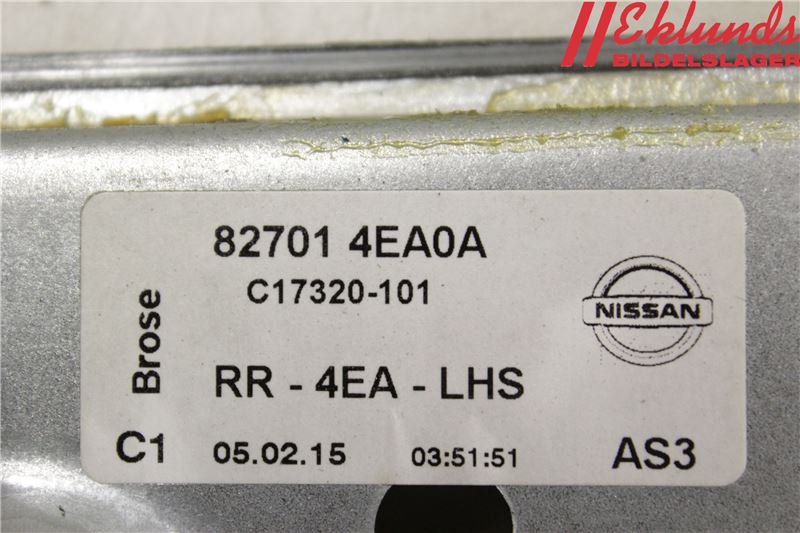 Eklunds
BILDELSLAGER
82701 4EA0A
C17320-101
Brose
NISSAN
RR - 4EA - LHS
C1 05.02.15 03:51:51 AS3